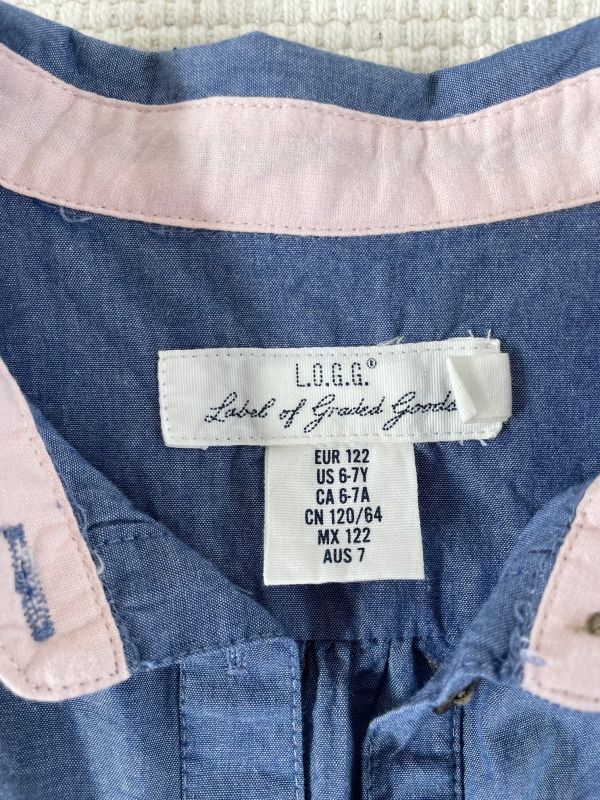 L.O.G.G.®
Label of Graded Goods
EUR 122
US 6-7Y
CA 6-7A
CN 120/64
MX 122
AUS 7